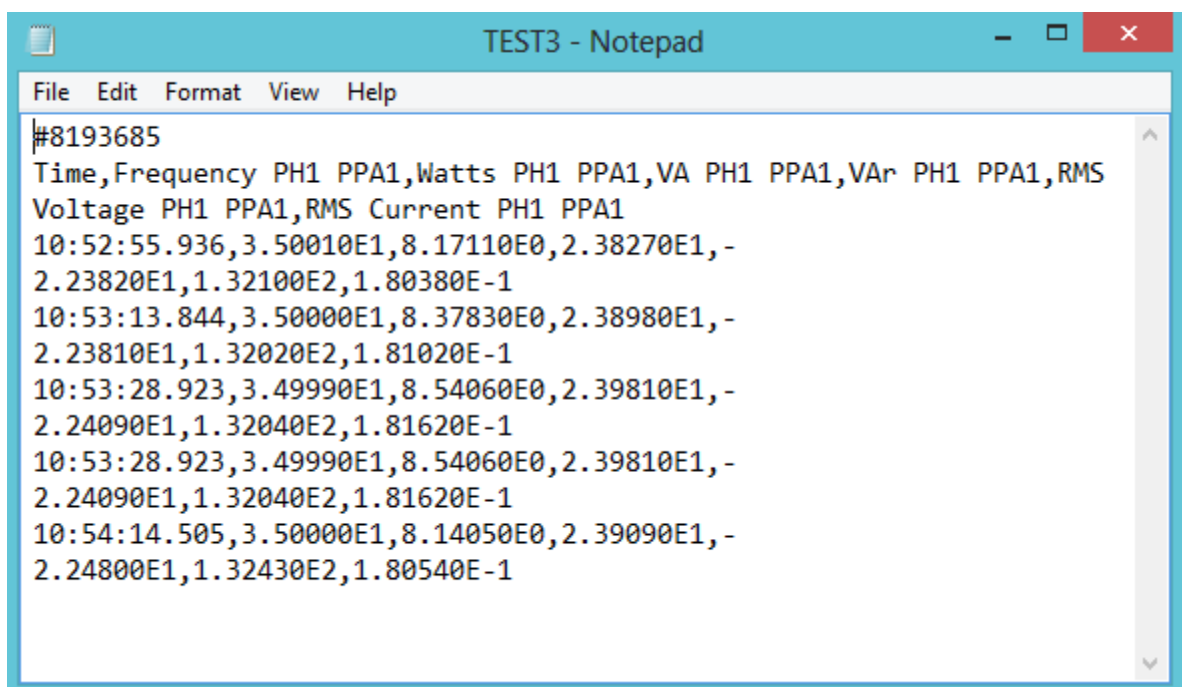 TEST3 - Notepad
File Edit Format View Help
#8193685
Time,Frequency PH1 PPA1,Watts PH1 PPA1,VA PH1 PPA1,VAr PH1 PPA1,RMS
Voltage PH1 PPA1,RMS Current PH1 PPA1
10:52:55.936,3.50010E1,8.17110E0,2.38270E1,-
2.23820E1,1.32100E2,1.80380E-1
10:53:13.844,3.50000E1,8.37830E0,2.38980E1,-
2.23810E1,1.32020E2,1.81020E-1
10:53:28.923,3.49990E1,8.54060E0,2.39810E1,-
2.24090E1,1.32040E2,1.81620E-1
10:53:28.923,3.49990E1,8.54060E0,2.39810E1,-
2.24090E1,1.32040E2,1.81620E-1
10:54:14.505,3.50000E1,8.14050E0,2.39090E1,-
2.24800E1,1.32430E2,1.80540E-1